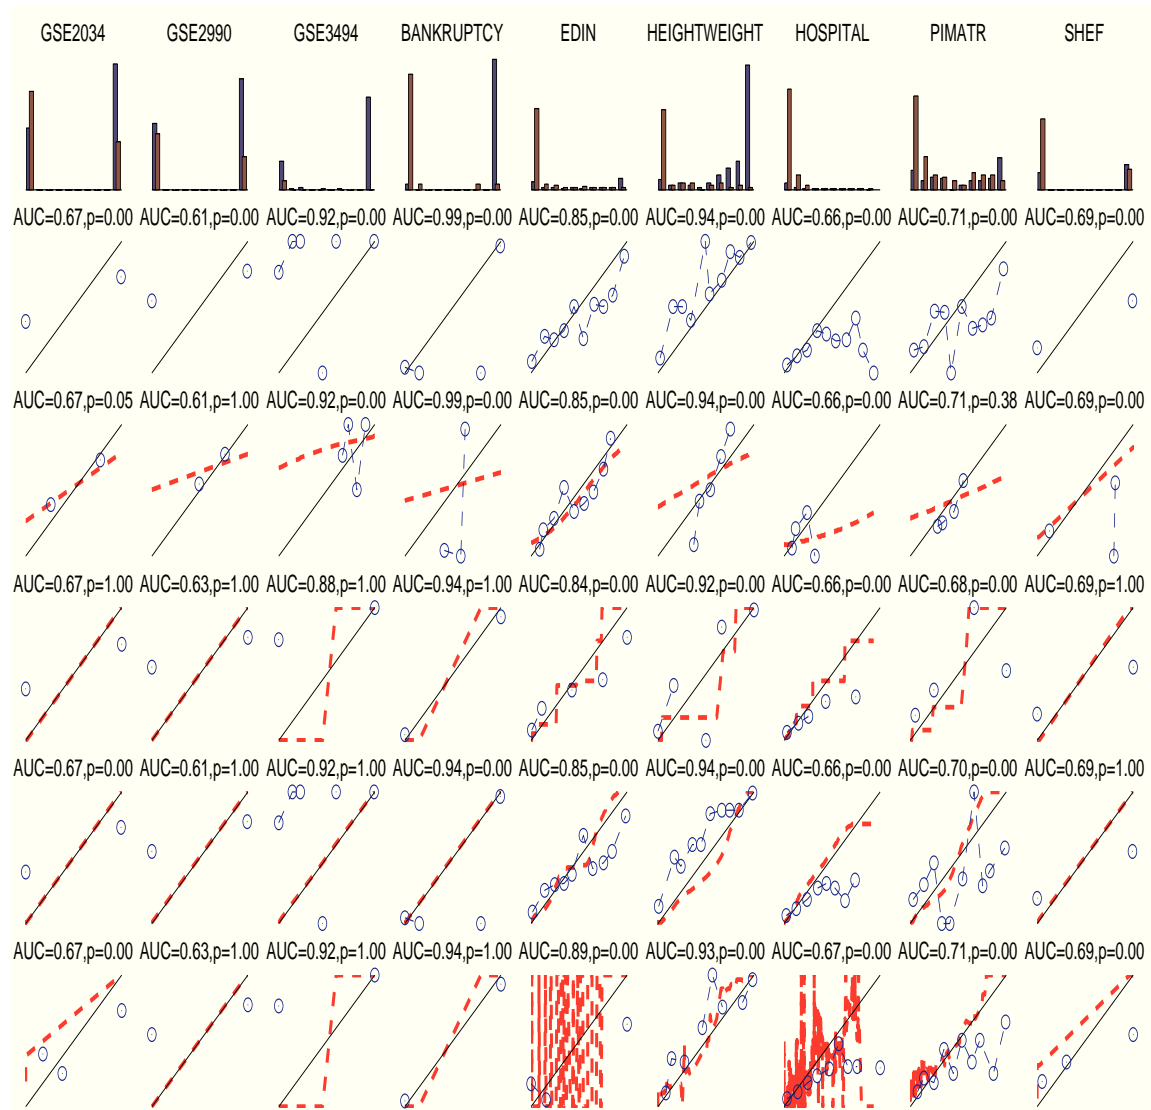 GSE2034 GSE2990 GSE3494 BANKRUPTCY EDIN HEIGHTWEIGHT HOSPITAL PIMATR SHEF
AUC=0.67,p=0.00 AUC=0.61,p=0.00 AUC=0.92,p=0.00 AUC=0.99,p=0.00 AUC=0.85,p=0.00 AUC=0.94,p=0.00 AUC=0.66,p=0.00 AUC=0.71,p=0.00 AUC=0.69,p=0.00
AUC=0.67,p=0.05 AUC=0.61,p=1.00 AUC=0.92,p=0.00 AUC=0.99,p=0.00 AUC=0.85,p=0.00 AUC=0.94,p=0.00 AUC=0.66,p=0.00 AUC=0.71,p=0.38 AUC=0.69,p=0.00
AUC=0.67,p=1.00 AUC=0.63,p=1.00 AUC=0.88,p=1.00 AUC=0.94,p=1.00 AUC=0.84,p=0.00 AUC=0.92,p=0.00 AUC=0.66,p=0.00 AUC=0.68,p=0.00 AUC=0.69,p=1.00
AUC=0.67,p=0.00 AUC=0.61,p=1.00 AUC=0.92,p=1.00 AUC=0.94,p=0.00 AUC=0.85,p=0.00 AUC=0.94,p=0.00 AUC=0.66,p=0.00 AUC=0.70,p=0.00 AUC=0.69,p=1.00
AUC=0.67,p=0.00 AUC=0.63,p=1.00 AUC=0.92,p=1.00 AUC=0.94,p=1.00 AUC=0.89,p=0.00 AUC=0.93,p=0.00 AUC=0.67,p=0.00 AUC=0.71,p=0.00 AUC=0.69,p=0.00